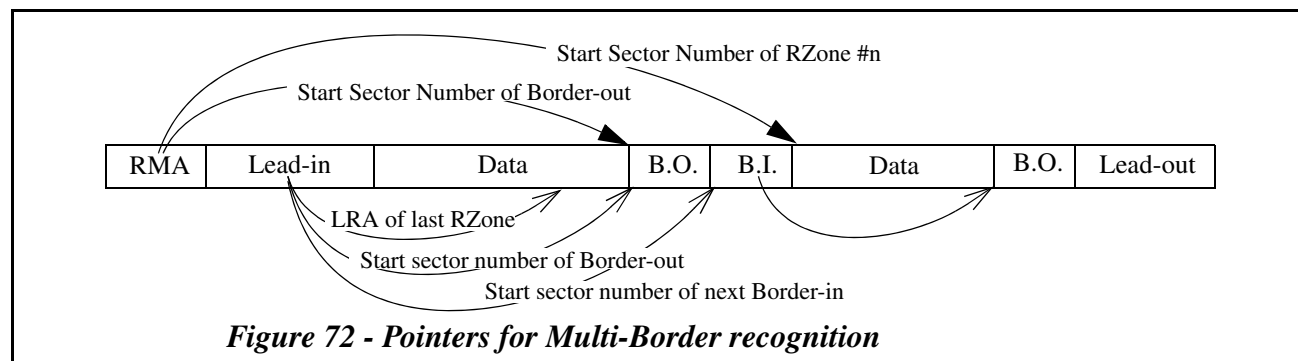 Start Sector Number of RZone #n
Start Sector Number of Border-out
RMA Lead-in Data B.O. B.I. Data B.O. Lead-out
LRA of last RZone
Start sector number of Border-out
Start sector number of next Border-in
Figure 72 - Pointers for Multi-Border recognition